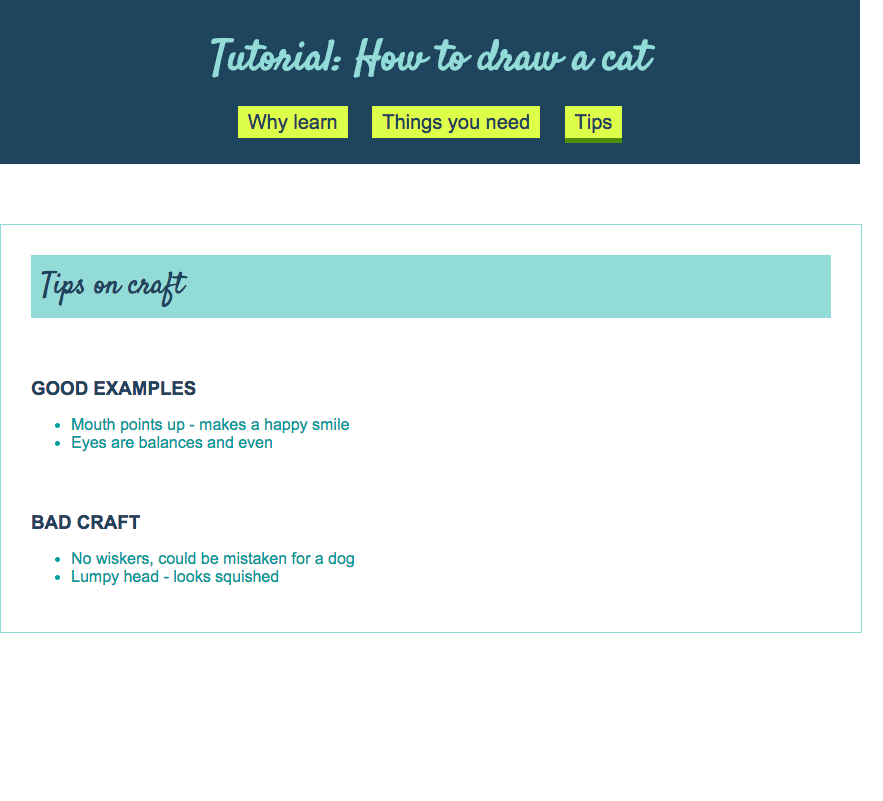 Tutorial: How to draw a cat
Why learn Things you need Tips
Tips on craft
GOOD EXAMPLES
• Mouth points up - makes a happy smile
• Eyes are balances and even
BAD CRAFT
• No wiskers, could be mistaken for a dog
• Lumpy head - looks squished